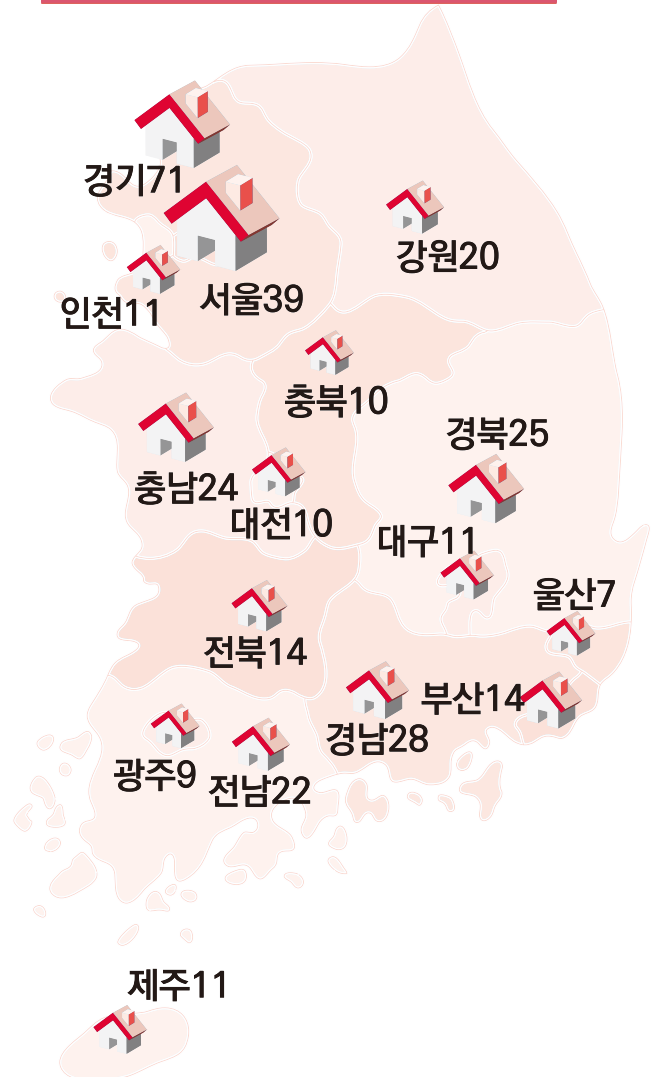 경기71
강원20
서울39
인천11
충북10
경북25
충남24
대전10
대구11
울산7
전북14
부산14
경남28
광주9
전남22
제주11